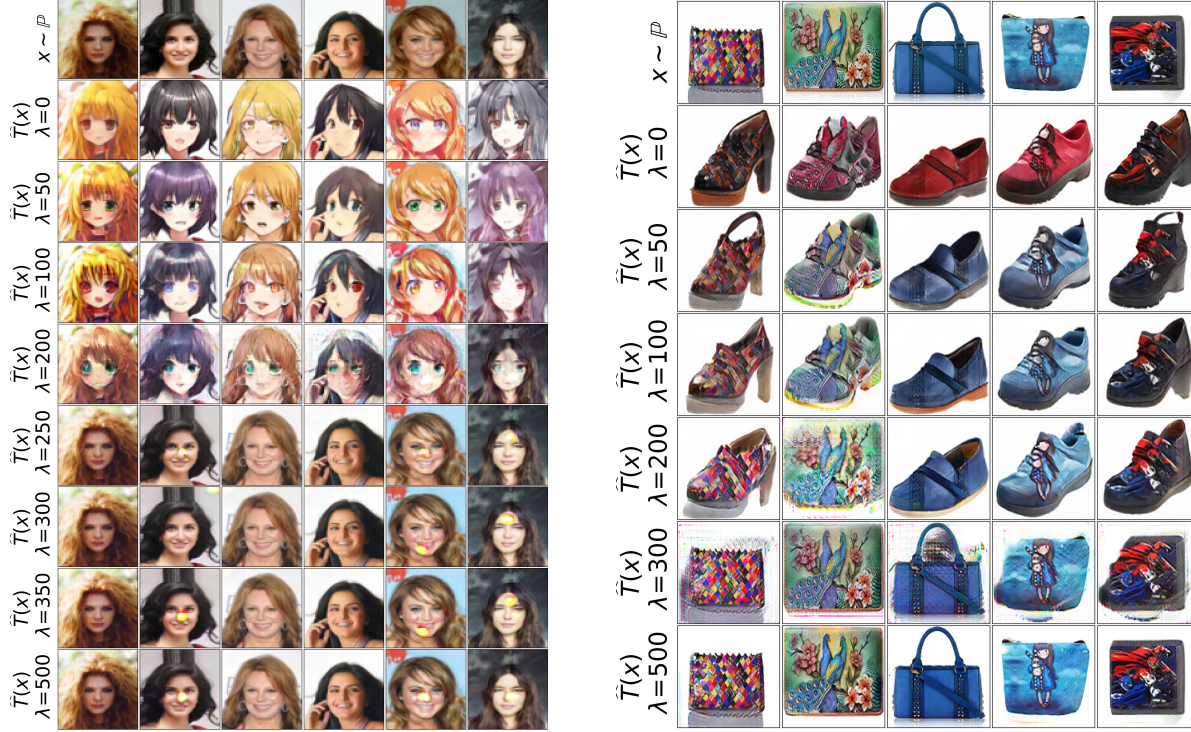 x ~ ℙ
T̂(x)
λ=0
T̂(x)
λ=50
T̂(x)
λ=100
T̂(x)
λ=200
T̂(x)
λ=250
T̂(x)
λ=300
T̂(x)
λ=350
T̂(x)
λ=500
x ~ ℙ
T̂(x)
λ=0
T̂(x)
λ=50
T̂(x)
λ=100
T̂(x)
λ=200
T̂(x)
λ=300
T̂(x)
λ=500